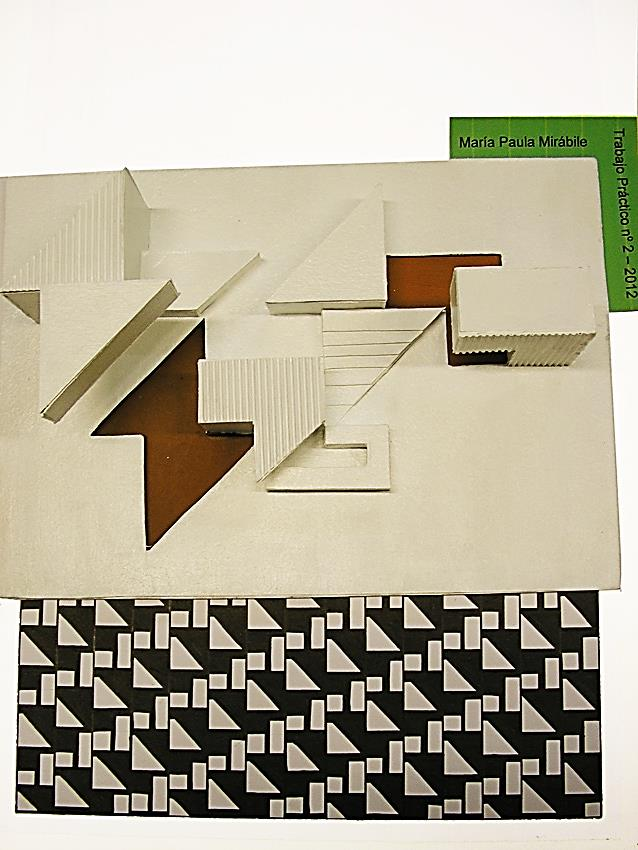 María Paula Mirábile
Trabajo Práctico nº 2 – 2012